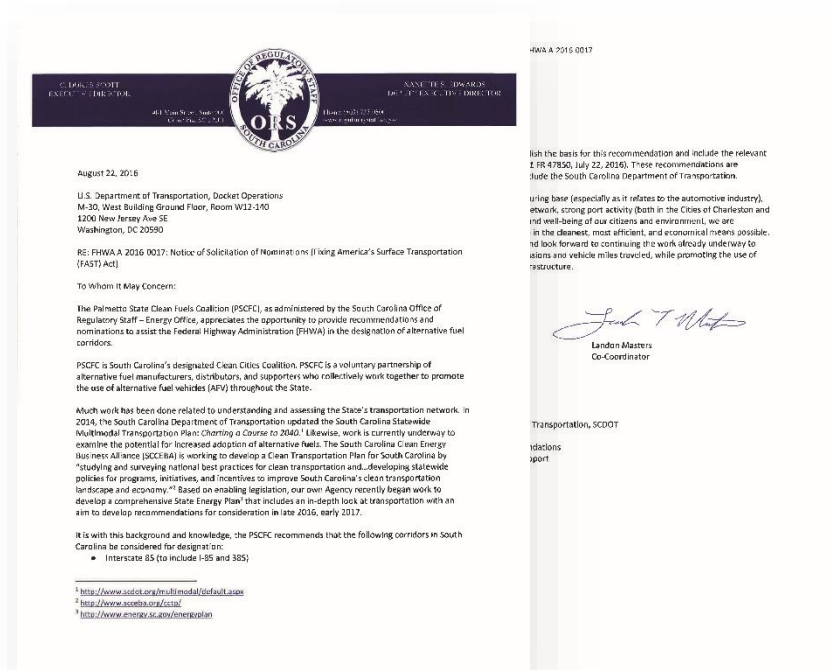 C. DUKES SCOTT
EXECUTIVE DIRECTOR
OFFICE OF REGULATORY STAFF
ORS
SOUTH CAROLINA
NANETTE S. EDWARDS
DEPUTY EXECUTIVE DIRECTOR
August 22, 2016
U.S. Department of Transportation, Docket Operations
M-30, West Building Ground Floor, Room W12-140
1200 New Jersey Ave SE
Washington, DC 20590
RE: FHWA A 2016 0017: Notice of Solicitation of Nominations (Fixing America's Surface Transportation
(FAST) Act)
To Whom It May Concern:
The Palmetto State Clean Fuels Coalition (PSCFC), as administered by the South Carolina Office of
Regulatory Staff – Energy Office, appreciates the opportunity to provide recommendations and
nominations to assist the Federal Highway Administration (FHWA) in the designation of alternative fuel
corridors.
PSCFC is South Carolina's designated Clean Cities Coalition. PSCFC is a voluntary partnership of
alternative fuel manufacturers, distributors, and supporters who collectively work together to promote
the use of alternative fuel vehicles (AFV) throughout the State.
Much work has been done related to understanding and assessing the State's transportation network. In
2014, the South Carolina Department of Transportation updated the South Carolina Statewide
Multimodal Transportation Plan: Charting a Course to 2040.1 Likewise, work is currently underway to
examine the potential for increased adoption of alternative fuels. The South Carolina Clean Energy
Business Alliance (SCCEBA) is working to develop a Clean Transportation Plan for South Carolina by
"studying and surveying national best practices for clean transportation and...developing statewide
policies for programs, initiatives, and incentives to improve South Carolina's clean transportation
landscape and economy."2 Based on enabling legislation, our own Agency recently began work to
develop a comprehensive State Energy Plan3 that includes an in-depth look at transportation with an
aim to develop recommendations for consideration in late 2016, early 2017.
It is with this background and knowledge, the PSCFC recommends that the following corridors in South
Carolina be considered for designation:
• Interstate 85 (to include I-85 and 385)
1 http://www.scdot.org/multimodal/default.aspx
2 http://www.scceba.org/cctp/
3 http://www.energy.sc.gov/energyplan
HWA A 2016 0017
lish the basis for this recommendation and include the relevant
1 FR 47850, July 22, 2016). These recommendations are
lude the South Carolina Department of Transportation.
uring base (especially as it relates to the automotive industry),
etwork, strong port activity (both in the Cities of Charleston and
nd well-being of our citizens and environment, we are
in the cleanest, most efficient, and economical means possible.
nd look forward to continuing the work already underway to
sions and vehicle miles traveled, while promoting the use of
rastructure.
Landon Masters
Co-Coordinator
Transportation, SCDOT
ndations
pport